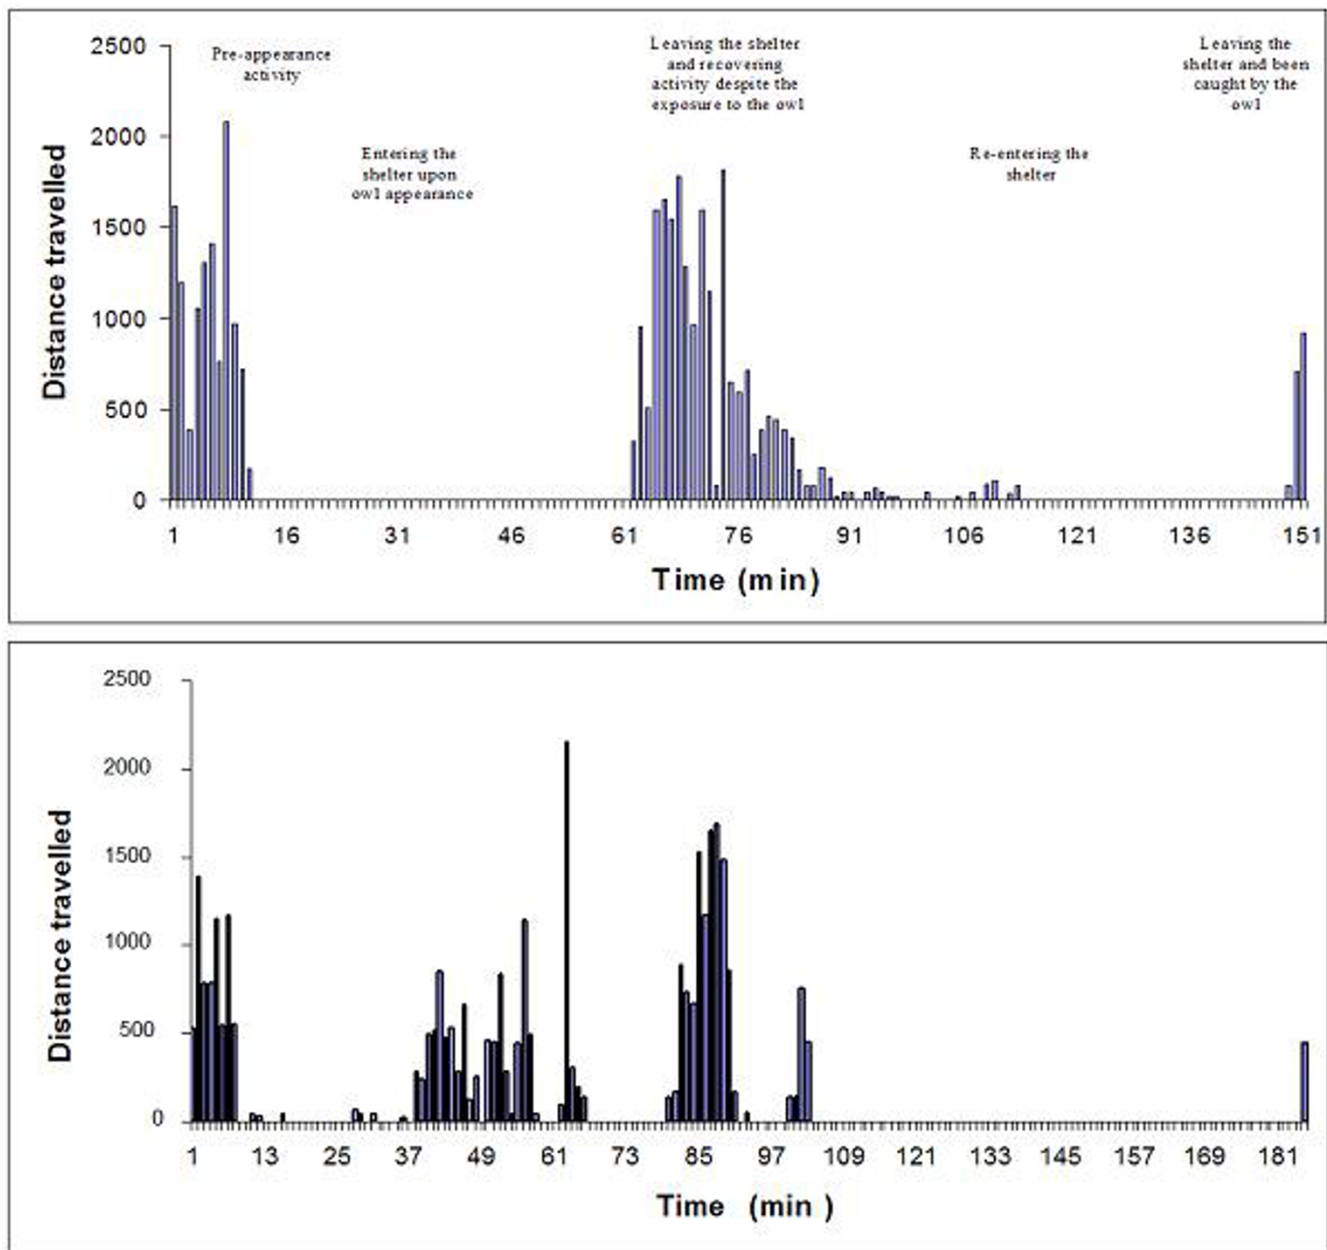 2500
2000
1500
1000
500
0
Distance travelled
Pre-appearance
activity
Entering the
shelter upon
owl appearance
Leaving the shelter
and recovering
activity despite the
exposure to the owl
Re-entering the
shelter
Leaving the
shelter and been
caught by the
owl
1 16 31 46 61 76 91 106 121 136 151
Time (min)
2500
2000
1500
1000
500
0
Distance travelled
1 13 25 37 49 61 73 85 97 109 121 133 145 157 169 181
Time (min )